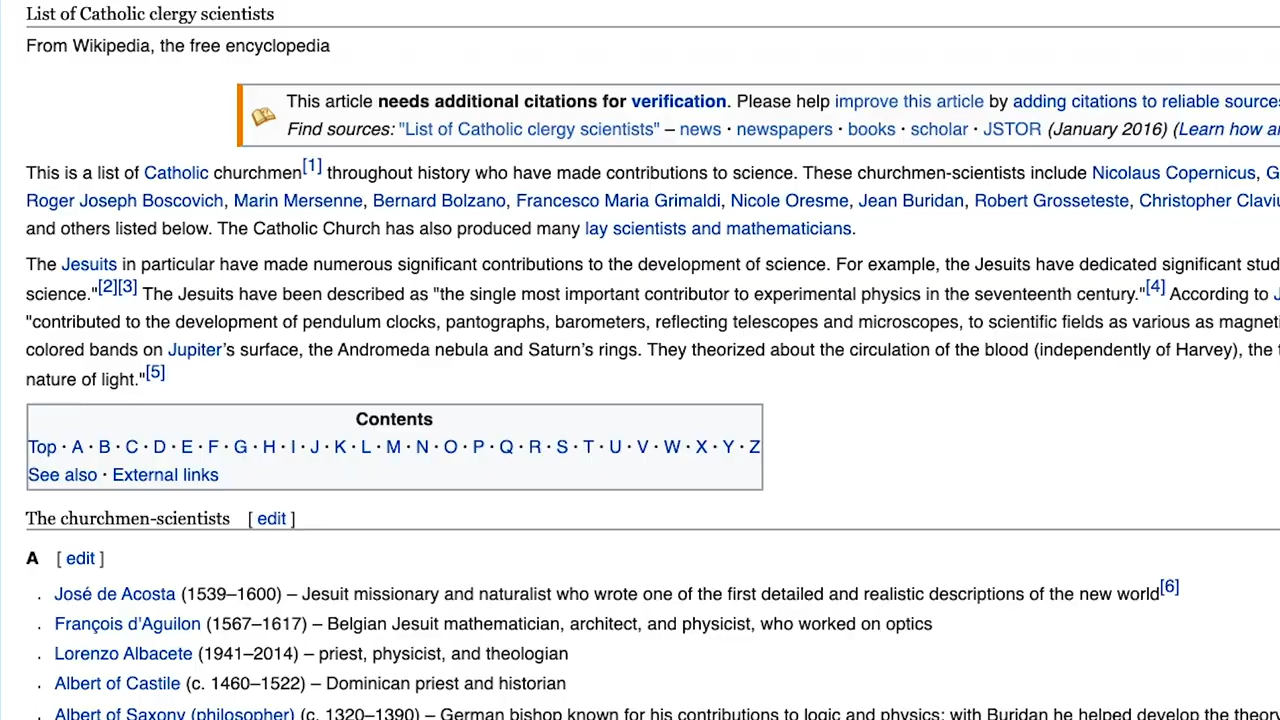 List of Catholic clergy scientists
From Wikipedia, the free encyclopedia
This article needs additional citations for verification. Please help improve this article by adding citations to reliable sources
Find sources: "List of Catholic clergy scientists" – news · newspapers · books · scholar · JSTOR (January 2016) (Learn how
This is a list of Catholic churchmen[1] throughout history who have made contributions to science. These churchmen-scientists include Nicolaus Copernicus,
Roger Joseph Boscovich, Marin Mersenne, Bernard Bolzano, Francesco Maria Grimaldi, Nicole Oresme, Jean Buridan, Robert Grosseteste, Christopher
and others listed below. The Catholic Church has also produced many lay scientists and mathematicians.
The Jesuits in particular have made numerous significant contributions to the development of science. For example, the Jesuits have dedicated significant
science."[2][3] The Jesuits have been described as "the single most important contributor to experimental physics in the seventeenth century."[4] According to
"contributed to the development of pendulum clocks, pantographs, barometers, reflecting telescopes and microscopes, to scientific fields as various as
colored bands on Jupiter's surface, the Andromeda nebula and Saturn's rings. They theorized about the circulation of the blood (independently of Harvey), the
nature of light."[5]
Contents
Top · A · B · C · D · E · F · G · H · I · J · K · L · M · N · O · P · Q · R · S · T · U · V · W · X · Y · Z
See also · External links
The churchmen-scientists [ edit ]
A [ edit ]
· José de Acosta (1539–1600) – Jesuit missionary and naturalist who wrote one of the first detailed and realistic descriptions of the new world[6]
· François d'Aguilon (1567–1617) – Belgian Jesuit mathematician, architect, and physicist, who worked on optics
· Lorenzo Albacete (1941–2014) – priest, physicist, and theologian
· Albert of Castile (c. 1460–1522) – Dominican priest and historian
· Albert of Saxony (philosopher) (c. 1320–1390) – German bishop known for his contributions to logic and physics; with Buridan he helped develop the theory